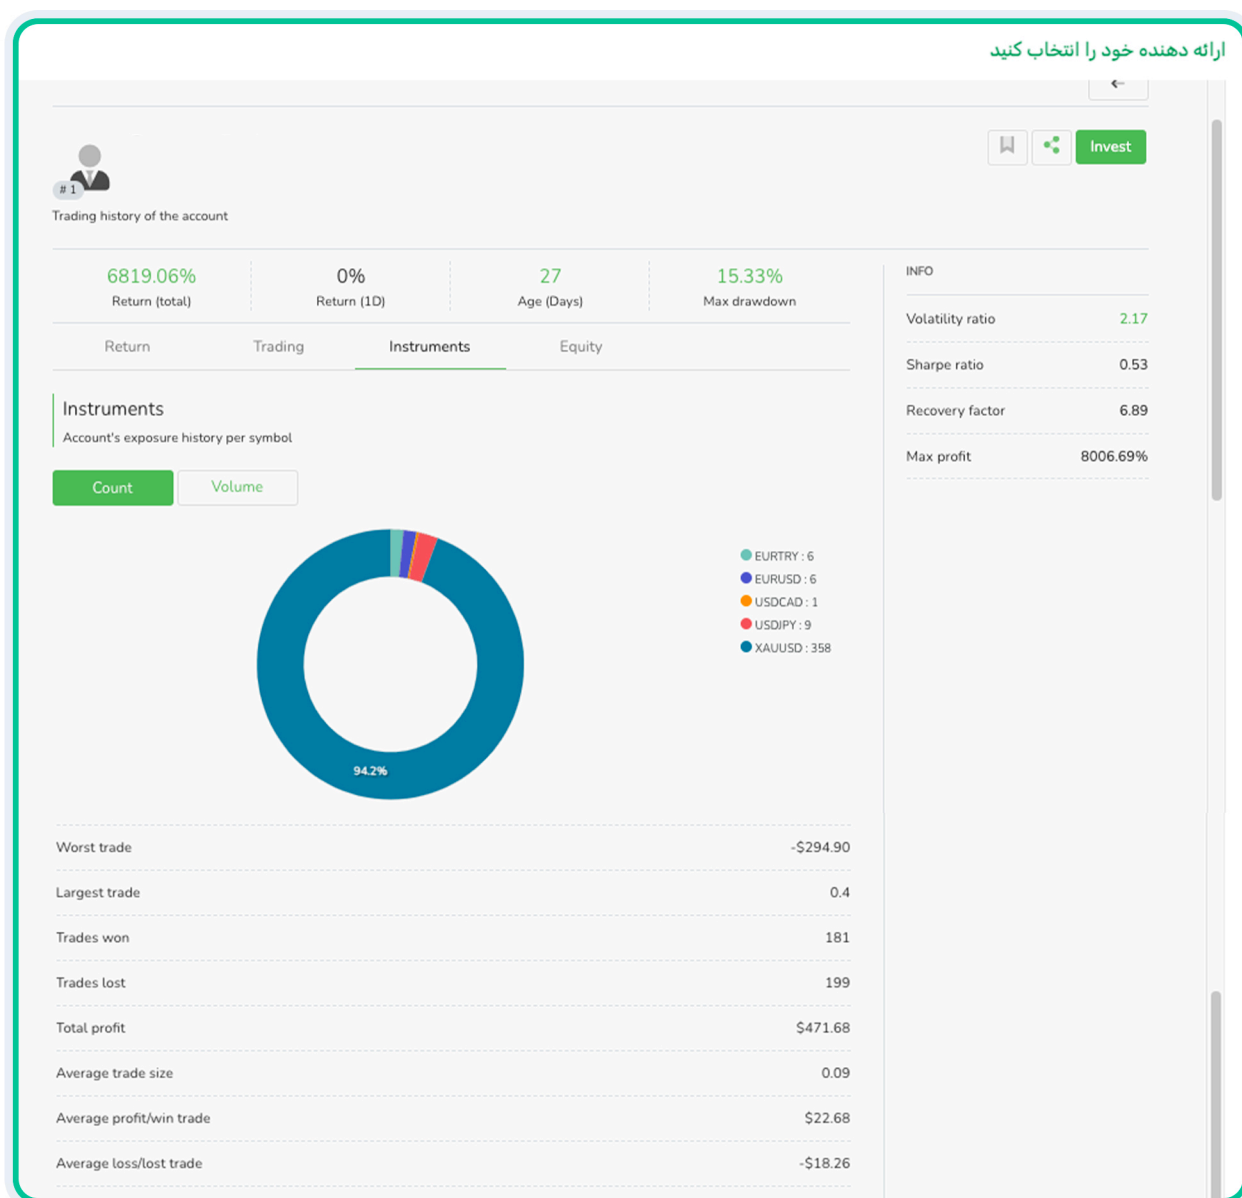 ارائه دهنده خود را انتخاب کنید
←
Invest
# 1
Trading history of the account
6819.06% 0% 27 15.33%
Return (total) Return (1D) Age (Days) Max drawdown
INFO
Volatility ratio 2.17
Sharpe ratio 0.53
Recovery factor 6.89
Max profit 8006.69%
Return Trading Instruments Equity
Instruments
Account's exposure history per symbol
Count Volume
EURTRY : 6
EURUSD : 6
USDCAD : 1
USDJPY : 9
XAUUSD : 358
94.2%
Worst trade -$294.90
Largest trade 0.4
Trades won 181
Trades lost 199
Total profit $471.68
Average trade size 0.09
Average profit/win trade $22.68
Average loss/lost trade -$18.26